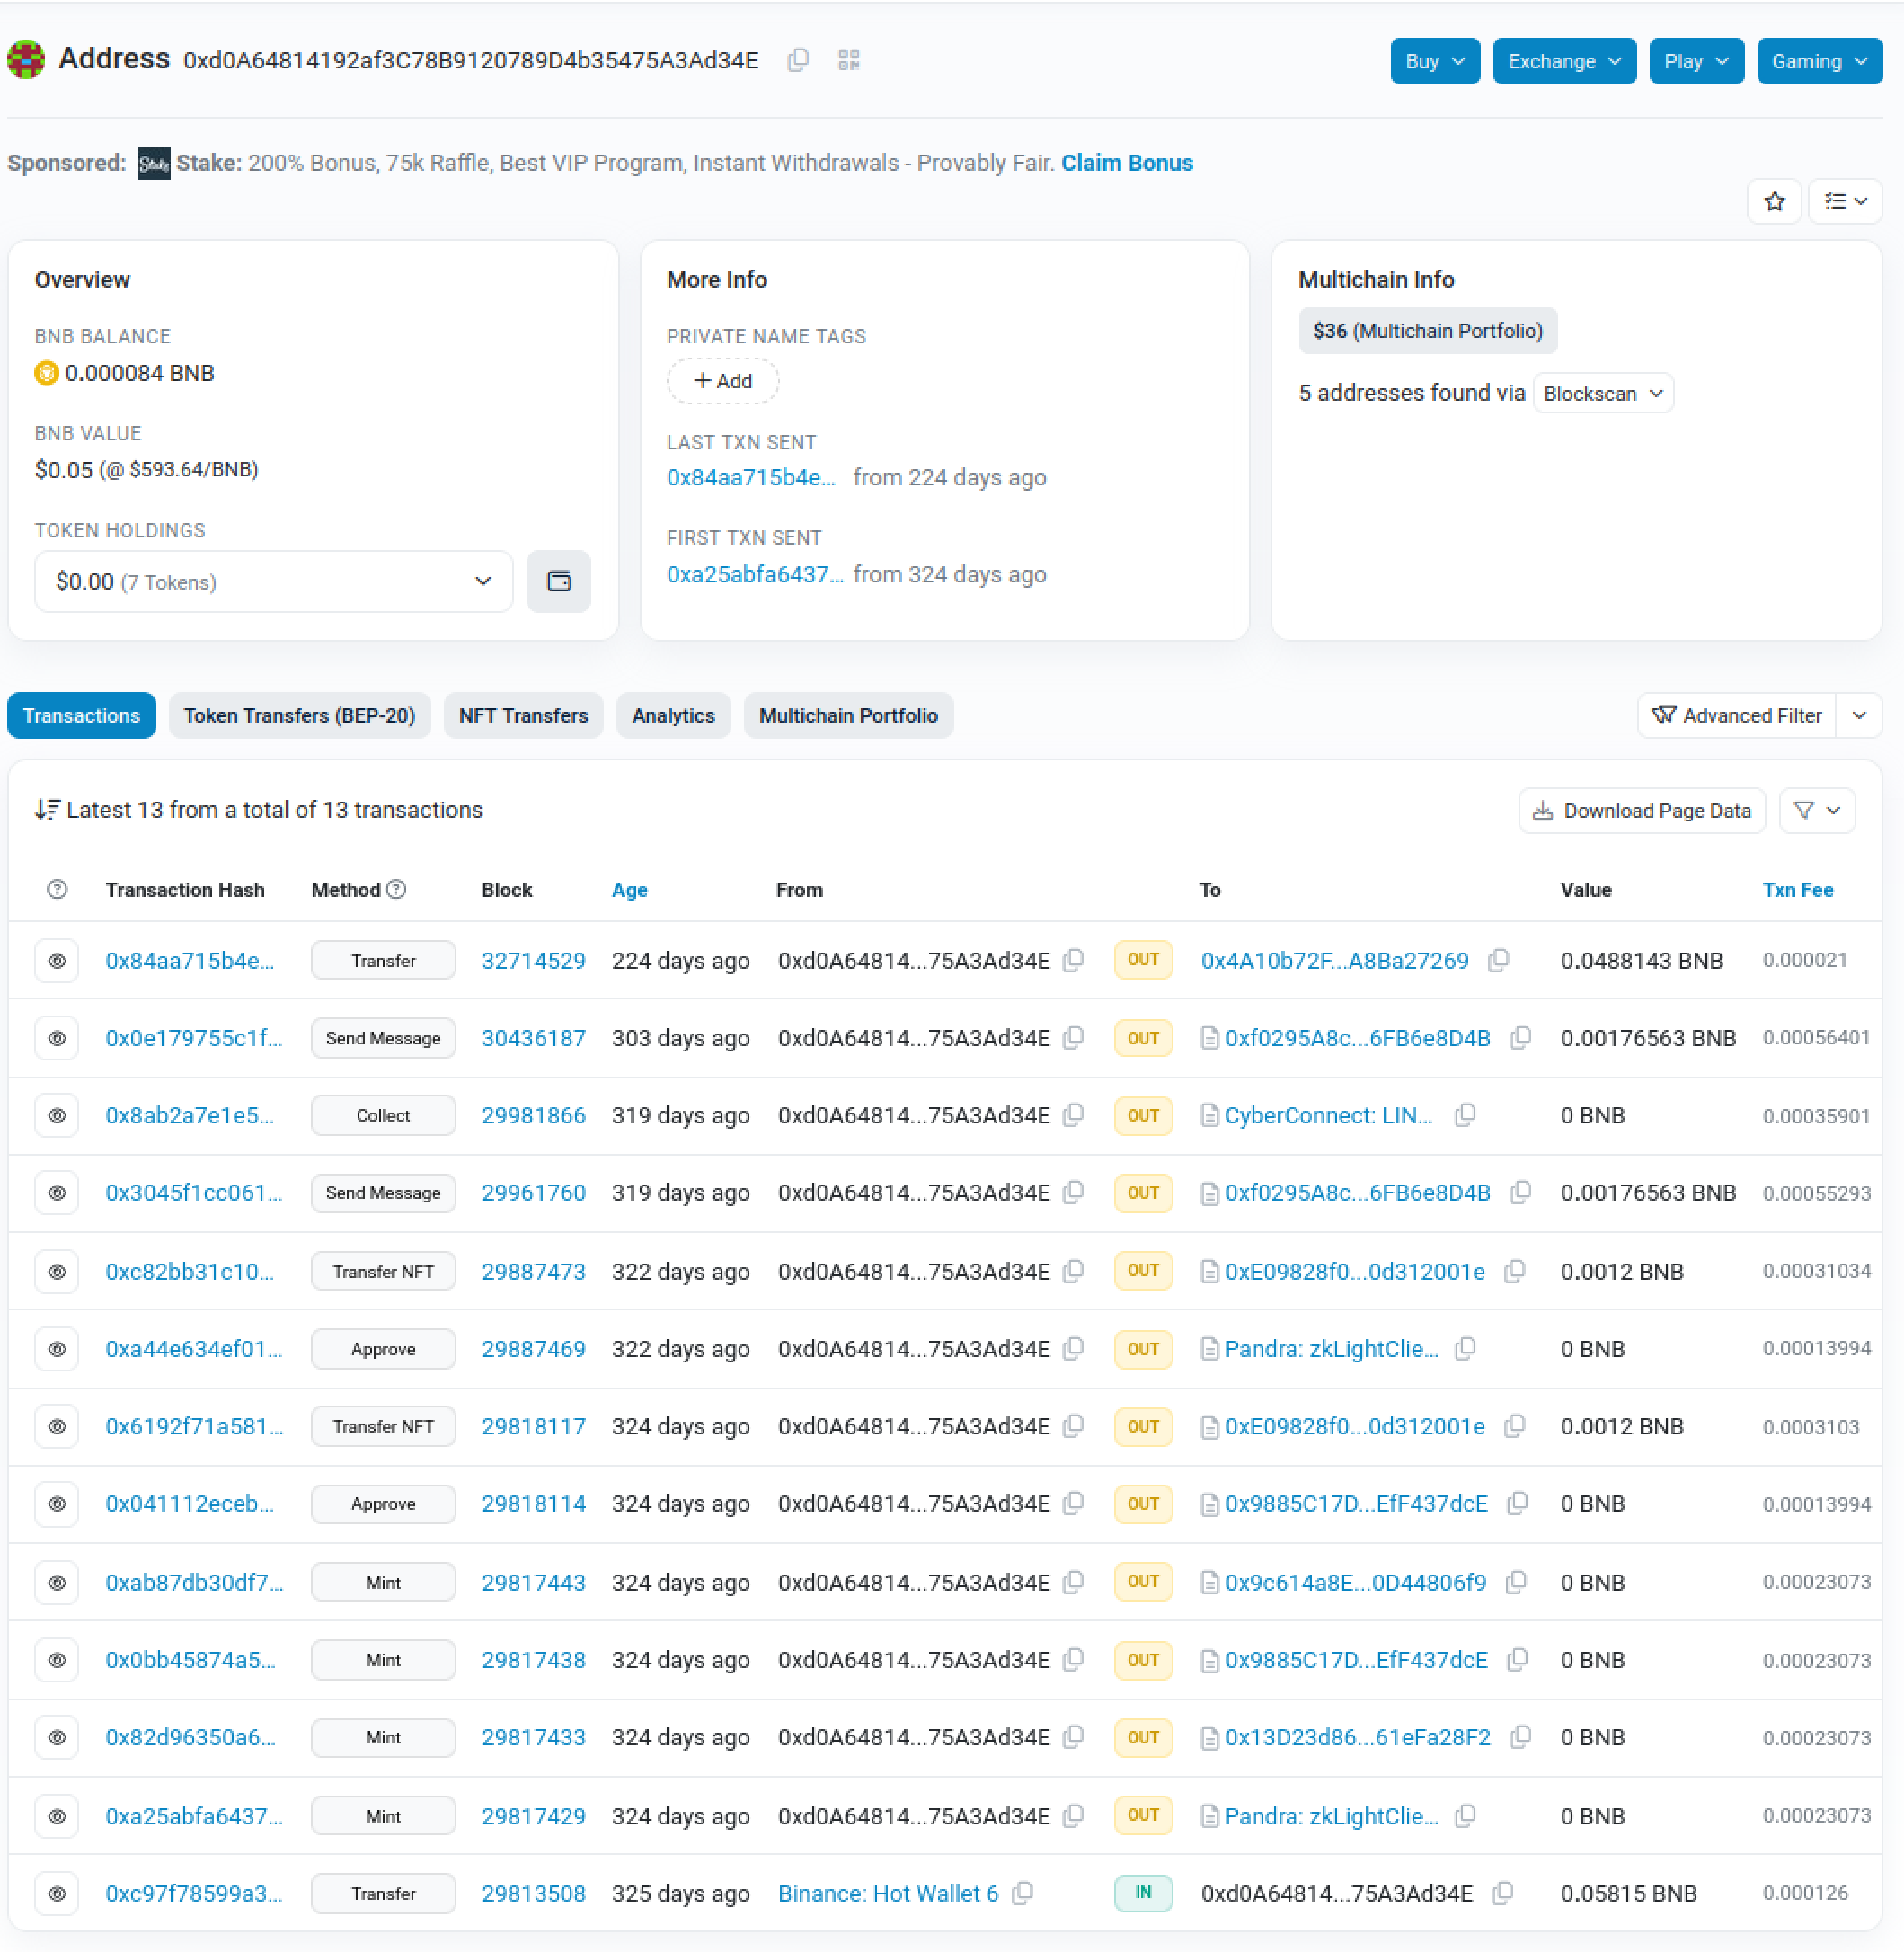 Address 0xd0A64814192af3C78B9120789D4b35475A3Ad34E Buy Exchange Play Gaming
Sponsored: Stake Stake: 200% Bonus, 75k Raffle, Best VIP Program, Instant Withdrawals - Provably Fair. Claim Bonus
Overview
BNB BALANCE
0.000084 BNB
BNB VALUE
$0.05 (@ $593.64/BNB)
TOKEN HOLDINGS
$0.00 (7 Tokens)
More Info
PRIVATE NAME TAGS
+ Add
LAST TXN SENT
0x84aa715b4e... from 224 days ago
FIRST TXN SENT
0xa25abfa6437... from 324 days ago
Multichain Info
$36 (Multichain Portfolio)
5 addresses found via Blockscan
Transactions Token Transfers (BEP-20) NFT Transfers Analytics Multichain Portfolio Advanced Filter
Latest 13 from a total of 13 transactions Download Page Data
Transaction Hash Method Block Age From To Value Txn Fee
0x84aa715b4e... Transfer 32714529 224 days ago 0xd0A64814...75A3Ad34E OUT 0x4A10b72F...A8Ba27269 0.0488143 BNB 0.000021
0x0e179755c1f... Send Message 30436187 303 days ago 0xd0A64814...75A3Ad34E OUT 0xf0295A8c...6FB6e8D4B 0.00176563 BNB 0.00056401
0x8ab2a7e1e5... Collect 29981866 319 days ago 0xd0A64814...75A3Ad34E OUT CyberConnect: LIN... 0 BNB 0.00035901
0x3045f1cc061... Send Message 29961760 319 days ago 0xd0A64814...75A3Ad34E OUT 0xf0295A8c...6FB6e8D4B 0.00176563 BNB 0.00055293
0xc82bb31c10... Transfer NFT 29887473 322 days ago 0xd0A64814...75A3Ad34E OUT 0xE09828f0...0d312001e 0.0012 BNB 0.00031034
0xa44e634ef01... Approve 29887469 322 days ago 0xd0A64814...75A3Ad34E OUT Pandra: zkLightClie... 0 BNB 0.00013994
0x6192f71a581... Transfer NFT 29818117 324 days ago 0xd0A64814...75A3Ad34E OUT 0xE09828f0...0d312001e 0.0012 BNB 0.0003103
0x041112eceb... Approve 29818114 324 days ago 0xd0A64814...75A3Ad34E OUT 0x9885C17D...EfF437dcE 0 BNB 0.00013994
0xab87db30df7... Mint 29817443 324 days ago 0xd0A64814...75A3Ad34E OUT 0x9c614a8E...0D44806f9 0 BNB 0.00023073
0x0bb45874a5... Mint 29817438 324 days ago 0xd0A64814...75A3Ad34E OUT 0x9885C17D...EfF437dcE 0 BNB 0.00023073
0x82d96350a6... Mint 29817433 324 days ago 0xd0A64814...75A3Ad34E OUT 0x13D23d86...61eFa28F2 0 BNB 0.00023073
0xa25abfa6437... Mint 29817429 324 days ago 0xd0A64814...75A3Ad34E OUT Pandra: zkLightClie... 0 BNB 0.00023073
0xc97f78599a3... Transfer 29813508 325 days ago Binance: Hot Wallet 6 IN 0xd0A64814...75A3Ad34E 0.05815 BNB 0.000126